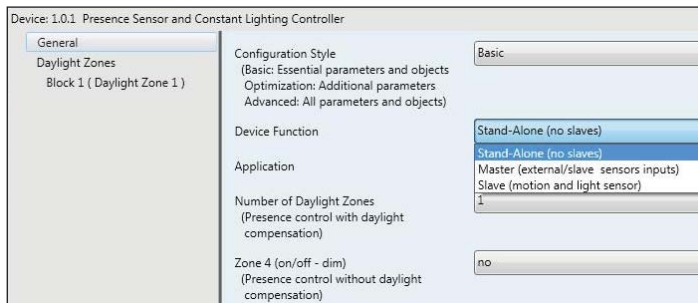 Device: 1.0.1 Presence Sensor and Constant Lighting Controller
General
Daylight Zones
Block 1 ( Daylight Zone 1 )
Configuration Style
(Basic: Essential parameters and objects
Optimization: Additional parameters
Advanced: All parameters and objects)
Basic
Device Function
Stand-Alone (no slaves)
Stand-Alone (no slaves)
Master (external/slave sensors inputs)
Slave (motion and light sensor)
Application
Number of Daylight Zones
(Presence control with daylight
compensation)
1
Zone 4 (on/off - dim)
(Presence control without daylight
compensation)
no